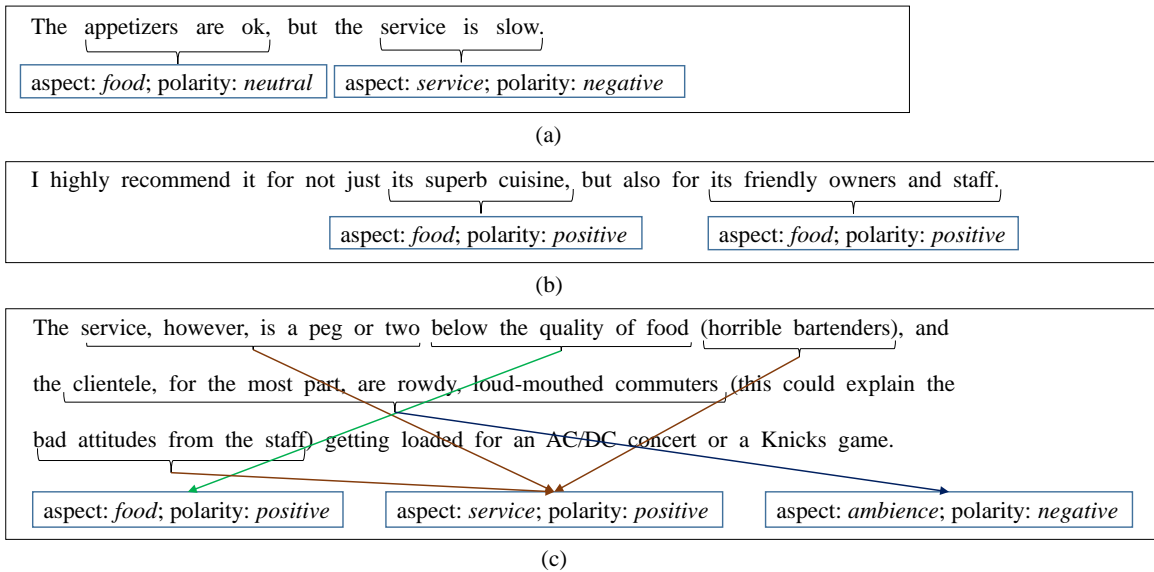 The appetizers are ok, but the service is slow.
aspect: food; polarity: neutral
aspect: service; polarity: negative
(a)
I highly recommend it for not just its superb cuisine, but also for its friendly owners and staff.
aspect: food; polarity: positive
aspect: food; polarity: positive
(b)
The service, however, is a peg or two below the quality of food (horrible bartenders), and
the clientele, for the most part, are rowdy, loud-mouthed commuters (this could explain the
bad attitudes from the staff) getting loaded for an AC/DC concert or a Knicks game.
aspect: food; polarity: positive
aspect: service; polarity: positive
aspect: ambience; polarity: negative
(c)